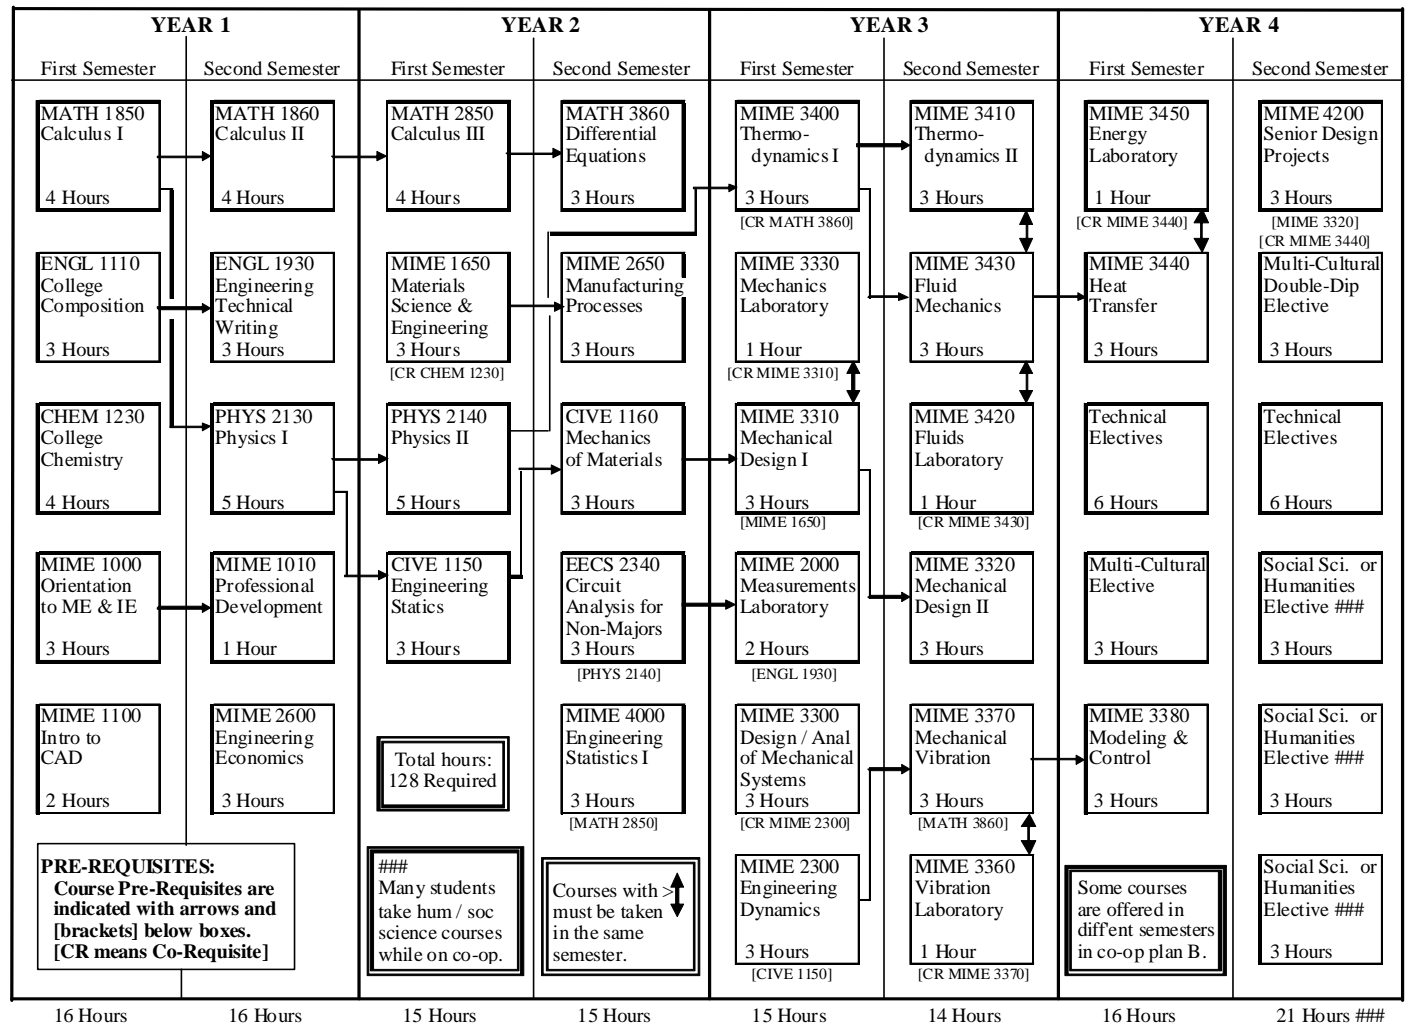 YEAR 1
YEAR 2
YEAR 3
YEAR 4
First Semester
Second Semester
First Semester
Second Semester
First Semester
Second Semester
First Semester
Second Semester
MATH 1850
Calculus I
4 Hours
MATH 1860
Calculus II
4 Hours
MATH 2850
Calculus III
4 Hours
MATH 3860
Differential
Equations
3 Hours
MIME 3400
Thermo-
dynamics I
3 Hours
[CR MATH 3860]
MIME 3410
Thermo-
dynamics II
3 Hours
MIME 3450
Energy
Laboratory
1 Hour
[CR MIME 3440]
MIME 4200
Senior Design
Projects
3 Hours
[MIME 3320]
[CR MIME 3440]
ENGL 1110
College
Composition
3 Hours
ENGL 1930
Engineering
Technical
Writing
3 Hours
MIME 1650
Materials
Science &
Engineering
3 Hours
[CR CHEM 1230]
MIME 2650
Manufacturing
Processes
3 Hours
MIME 3330
Mechanics
Laboratory
1 Hour
[CR MIME 3310]
MIME 3430
Fluid
Mechanics
3 Hours
MIME 3440
Heat
Transfer
3 Hours
Multi-Cultural
Double-Dip
Elective
3 Hours
CHEM 1230
College
Chemistry
4 Hours
PHYS 2130
Physics I
5 Hours
PHYS 2140
Physics II
5 Hours
CIVE 1160
Mechanics
of Materials
3 Hours
MIME 3310
Mechanical
Design I
3 Hours
[MIME 1650]
MIME 3420
Fluids
Laboratory
1 Hour
[CR MIME 3430]
Technical
Electives
6 Hours
Technical
Electives
6 Hours
MIME 1000
Orientation
to ME & IE
3 Hours
MIME 1010
Professional
Development
1 Hour
CIVE 1150
Engineering
Statics
3 Hours
EECS 2340
Circuit
Analysis for
Non-Majors
3 Hours
[PHYS 2140]
MIME 2000
Measurements
Laboratory
2 Hours
[ENGL 1930]
MIME 3320
Mechanical
Design II
3 Hours
Multi-Cultural
Elective
3 Hours
Social Sci. or
Humanities
Elective ###
3 Hours
MIME 1100
Intro to
CAD
2 Hours
MIME 2600
Engineering
Economics
3 Hours
Total hours:
128 Required
MIME 4000
Engineering
Statistics I
3 Hours
[MATH 2850]
MIME 3300
Design / Anal
of Mechanical
Systems
3 Hours
[CR MIME 2300]
MIME 3370
Mechanical
Vibration
3 Hours
[MATH 3860]
MIME 3380
Modeling &
Control
3 Hours
Social Sci. or
Humanities
Elective ###
3 Hours
PRE-REQUISITES:
Course Pre-Requisites are
indicated with arrows and
[brackets] below boxes.
[CR means Co-Requisite]
###
Many students
take hum / soc
science courses
while on co-op.
Courses with >
must be taken
in the same
semester.
MIME 2300
Engineering
Dynamics
3 Hours
[CIVE 1150]
MIME 3360
Vibration
Laboratory
1 Hour
[CR MIME 3370]
Some courses
are offered in
diff'ent semesters
in co-op plan B.
Social Sci. or
Humanities
Elective ###
3 Hours
16 Hours
16 Hours
15 Hours
15 Hours
15 Hours
14 Hours
16 Hours
21 Hours ###